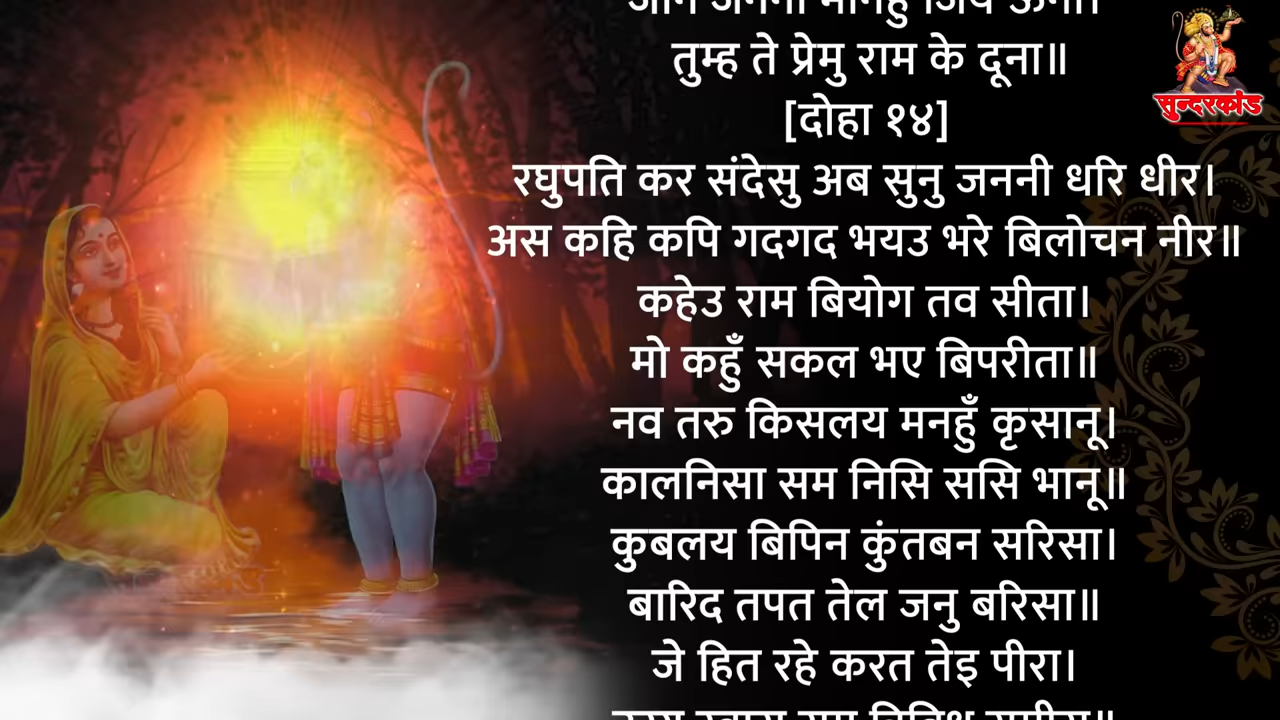 तुम्ह ते प्रेमु राम के दूना॥
[दोहा १४]
रघुपति कर संदेसु अब सुनु जननी धरि धीर।
अस कहि कपि गदगद भयउ भरे बिलोचन नीर॥
कहेउ राम बियोग तव सीता।
मो कहुँ सकल भए बिपरीता॥
नव तरु किसलय मनहुँ कृसानू।
कालनिसा सम निसि ससि भानू॥
कुबलय बिपिन कुंतबन सरिसा।
बारिद तपत तेल जनु बरिसा॥
जे हित रहे करत तेइ पीरा।
सुन्दरकांड